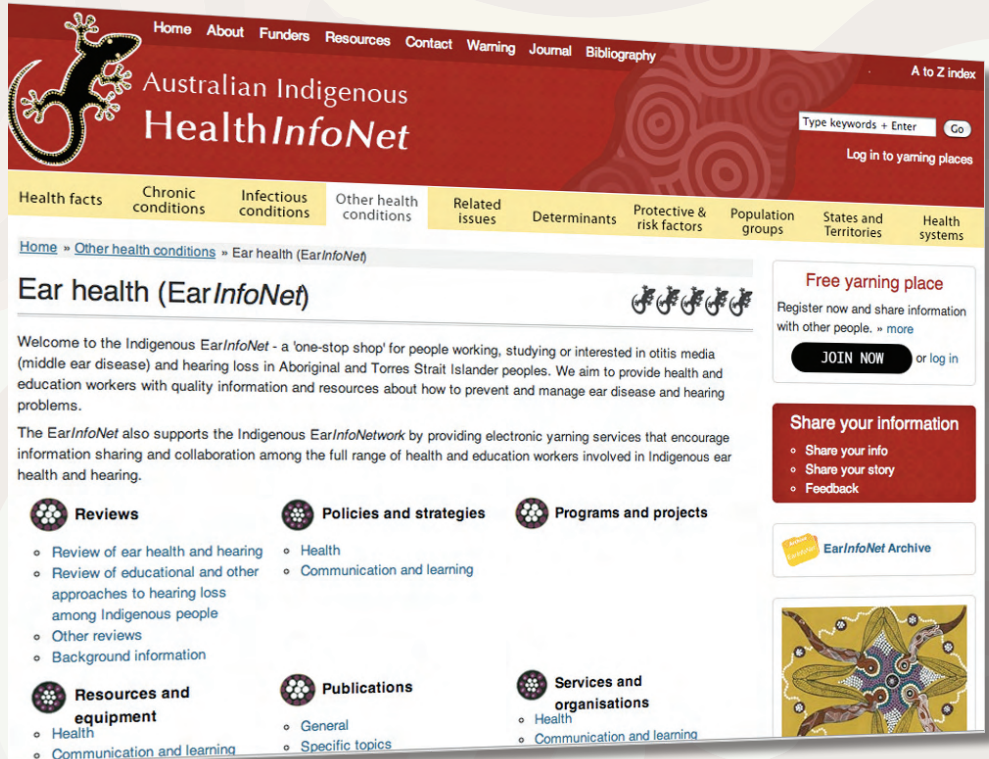 Home About Funders Resources Contact Warning Journal Bibliography
A to Z index
Australian Indigenous
HealthInfoNet
Type keywords + Enter Go
Log in to yarning places
Health facts
Chronic
conditions
Infectious
conditions
Other health
conditions
Related
issues
Determinants
Protective &
risk factors
Population
groups
States and
Territories
Health
systems
Home » Other health conditions » Ear health (EarInfoNet)
Ear health (EarInfoNet)
Welcome to the Indigenous EarInfoNet - a 'one-stop shop' for people working, studying or interested in otitis media
(middle ear disease) and hearing loss in Aboriginal and Torres Strait Islander peoples. We aim to provide health and
education workers with quality information and resources about how to prevent and manage ear disease and hearing
problems.
The EarInfoNet also supports the Indigenous EarInfoNetwork by providing electronic yarning services that encourage
information sharing and collaboration among the full range of health and education workers involved in Indigenous ear
health and hearing.
Reviews
Review of ear health and hearing
Review of educational and other
approaches to hearing loss
among Indigenous people
Other reviews
Background information
Policies and strategies
Health
Communication and learning
Programs and projects
Resources and
equipment
Health
Communication and learning
Publications
General
Specific topics
Services and
organisations
Health
Communication and learning
Free yarning place
Register now and share information
with other people. » more
JOIN NOW or log in
Share your information
Share your info
Share your story
Feedback
EarInfoNet Archive